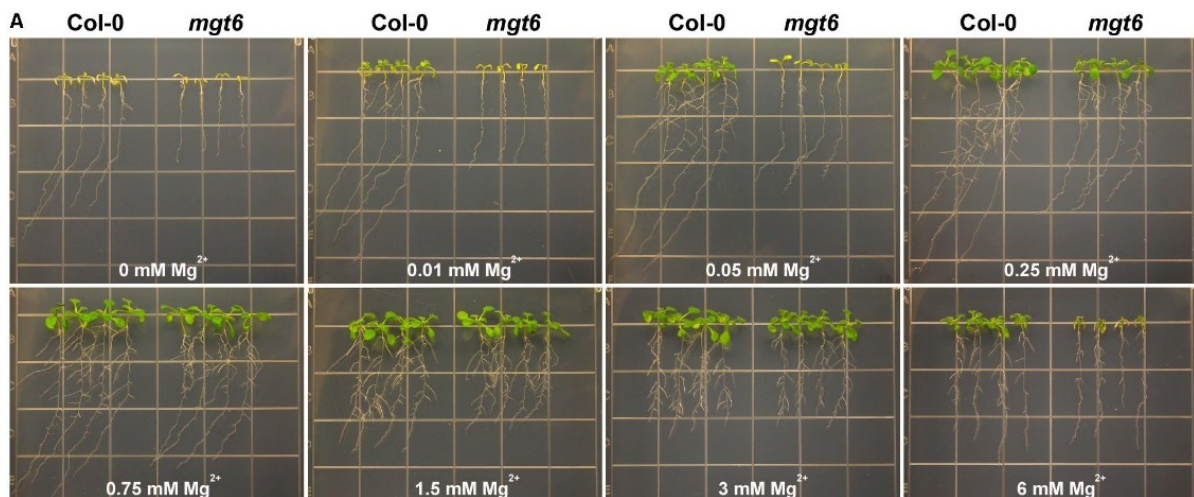 A Col-0 mgt6 Col-0 mgt6 Col-0 mgt6 Col-0 mgt6
0 mM Mg²⁺ 0.01 mM Mg²⁺ 0.05 mM Mg²⁺ 0.25 mM Mg²⁺
0.75 mM Mg²⁺ 1.5 mM Mg²⁺ 3 mM Mg²⁺ 6 mM Mg²⁺